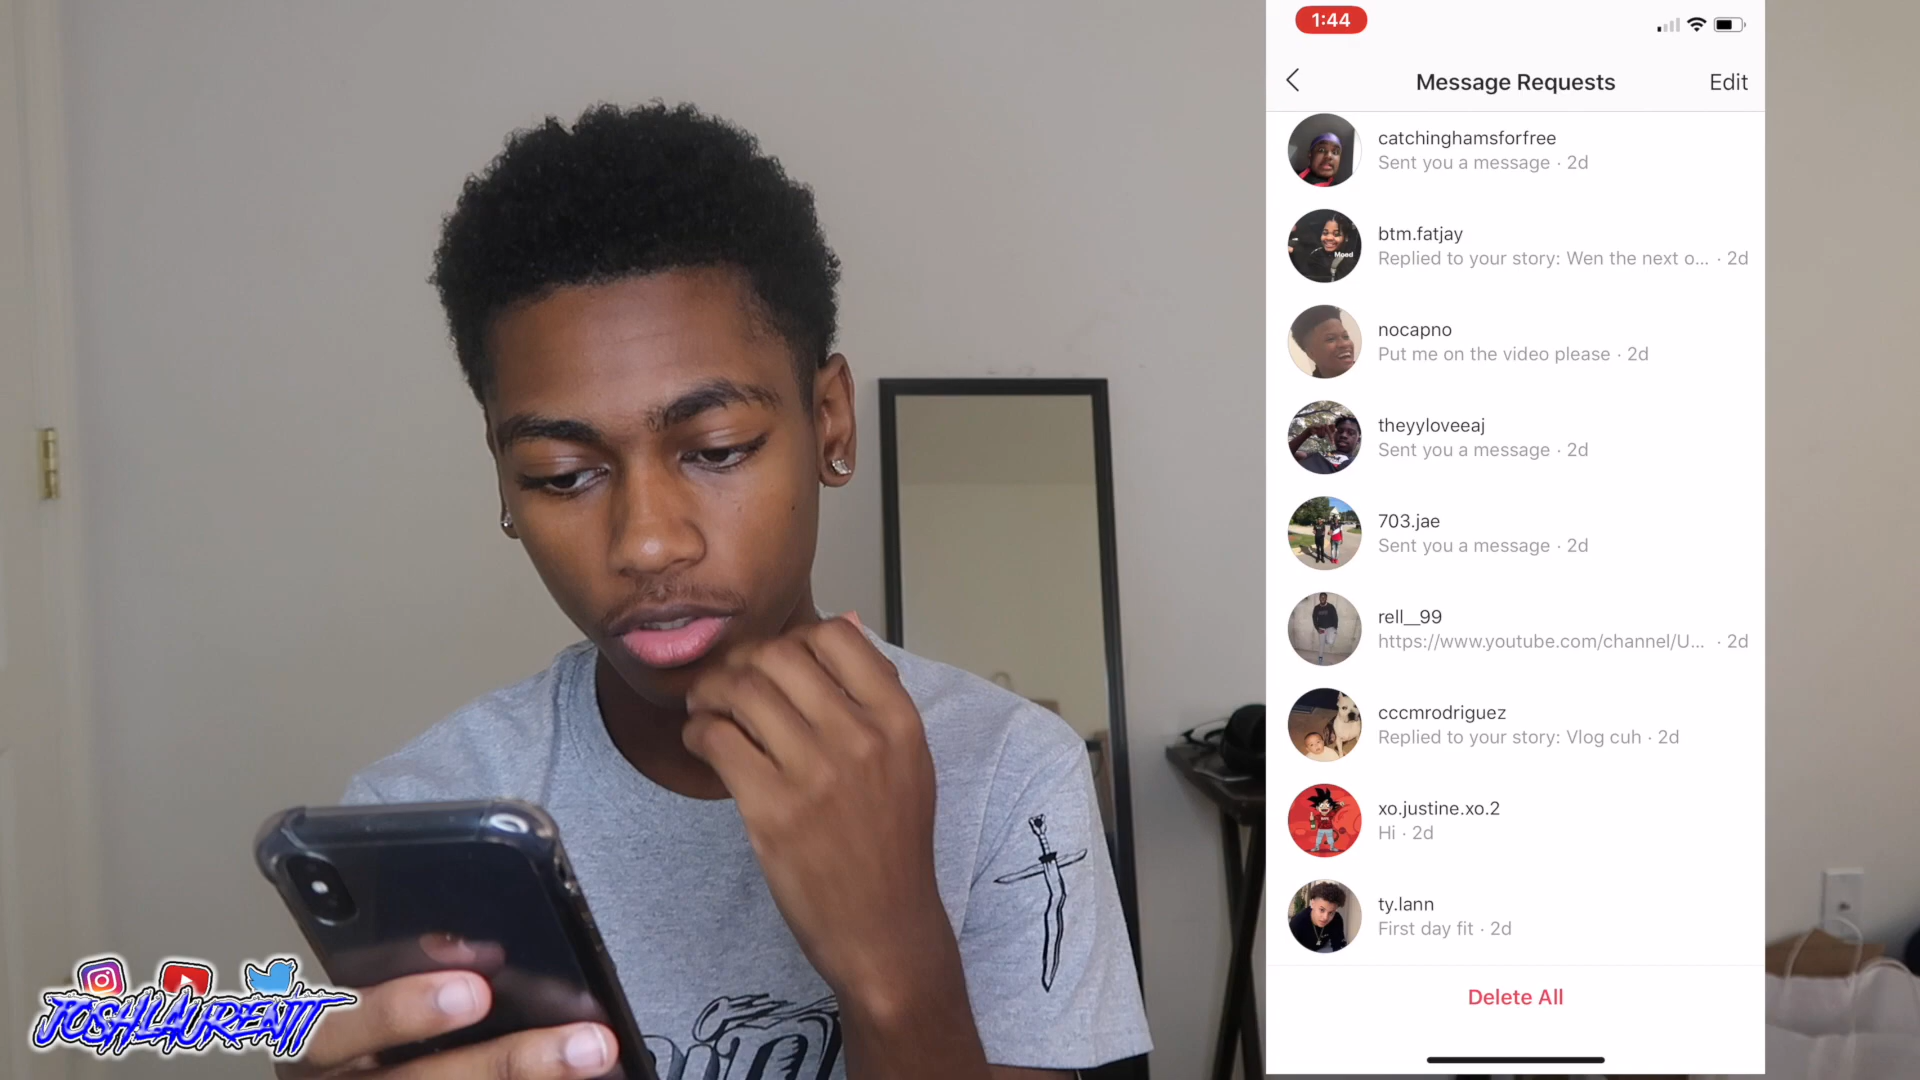 1:44
Message Requests
Edit
catchinghamsforfree
Sent you a message · 2d
btm.fatjay
Replied to your story: Wen the next o... · 2d
Mood
nocapno
Put me on the video please · 2d
theyyloveeaj
Sent you a message · 2d
703.jae
Sent you a message · 2d
rell__99
https://www.youtube.com/channel/U... · 2d
cccmrodriguez
Replied to your story: Vlog cuh · 2d
xo.justine.xo.2
Hi · 2d
ty.lann
First day fit · 2d
Delete All
JOSHLAURENTT